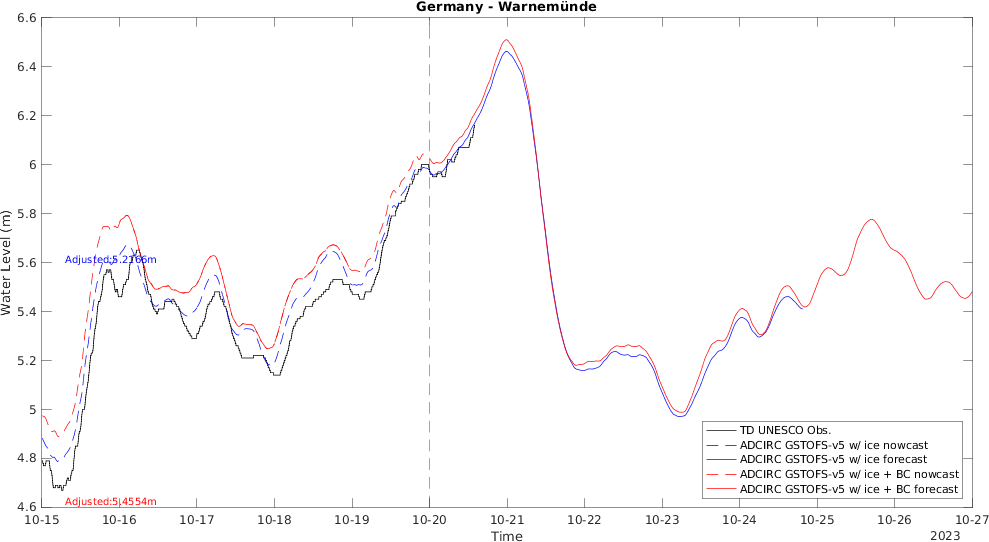 Germany - Warnemünde
6.6
6.4
6.2
6
5.8
5.6
5.4
5.2
5
4.8
4.6
Water Level (m)
Adjusted:5.2166m
Adjusted:5.4554m
TD UNESCO Obs.
ADCIRC GSTOFS-v5 w/ ice nowcast
ADCIRC GSTOFS-v5 w/ ice forecast
ADCIRC GSTOFS-v5 w/ ice + BC nowcast
ADCIRC GSTOFS-v5 w/ ice + BC forecast
10-15 10-16 10-17 10-18 10-19 10-20 10-21 10-22 10-23 10-24 10-25 10-26 10-27
Time
2023